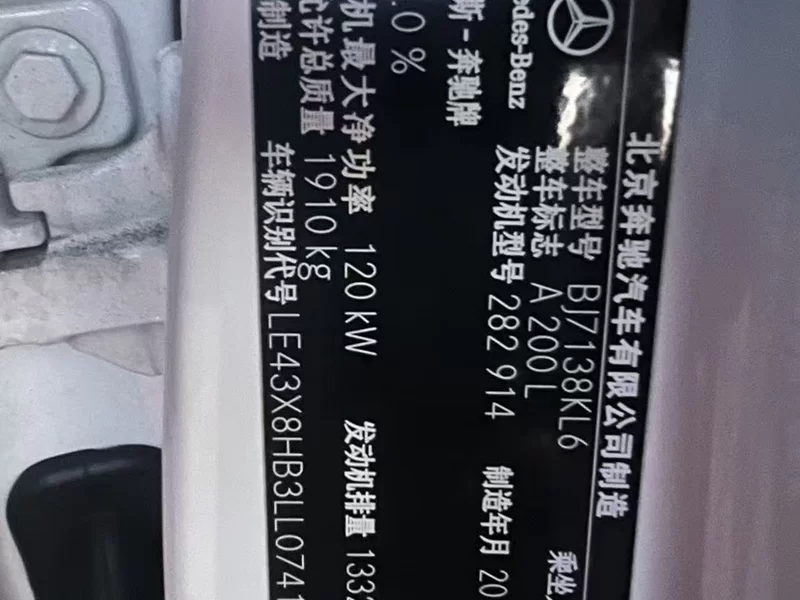 北京奔驰汽车有限公司制造
整车型号 BJ7138KL6 乘坐
整车标志 A 200 L
des-Benz 发动机型号 282 914 制造年月 20
斯-奔驰牌
.0 %
机最大净功率 120 kW 发动机排量 133
允许总质量 1910 kg
制造 车辆识别代号 LE43X8HB3LL0741